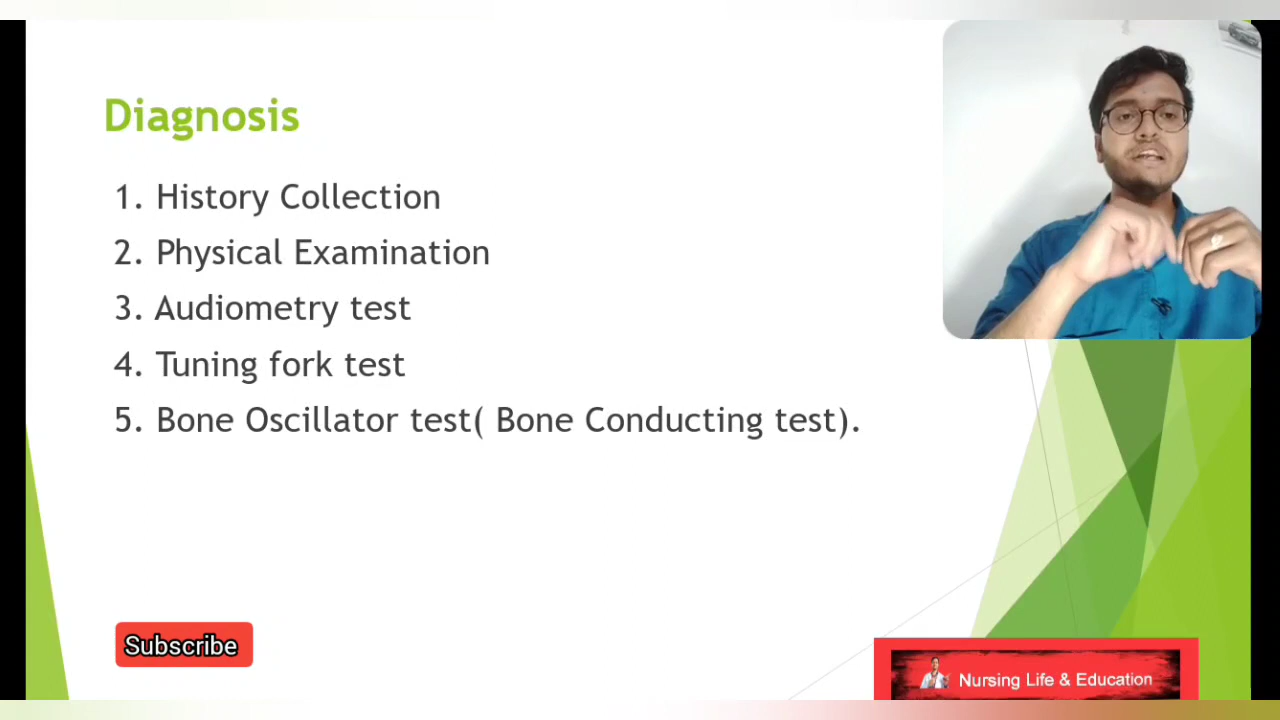 Diagnosis
1. History Collection
2. Physical Examination
3. Audiometry test
4. Tuning fork test
5. Bone Oscillator test( Bone Conducting test).
Subscribe
Nursing Life & Education